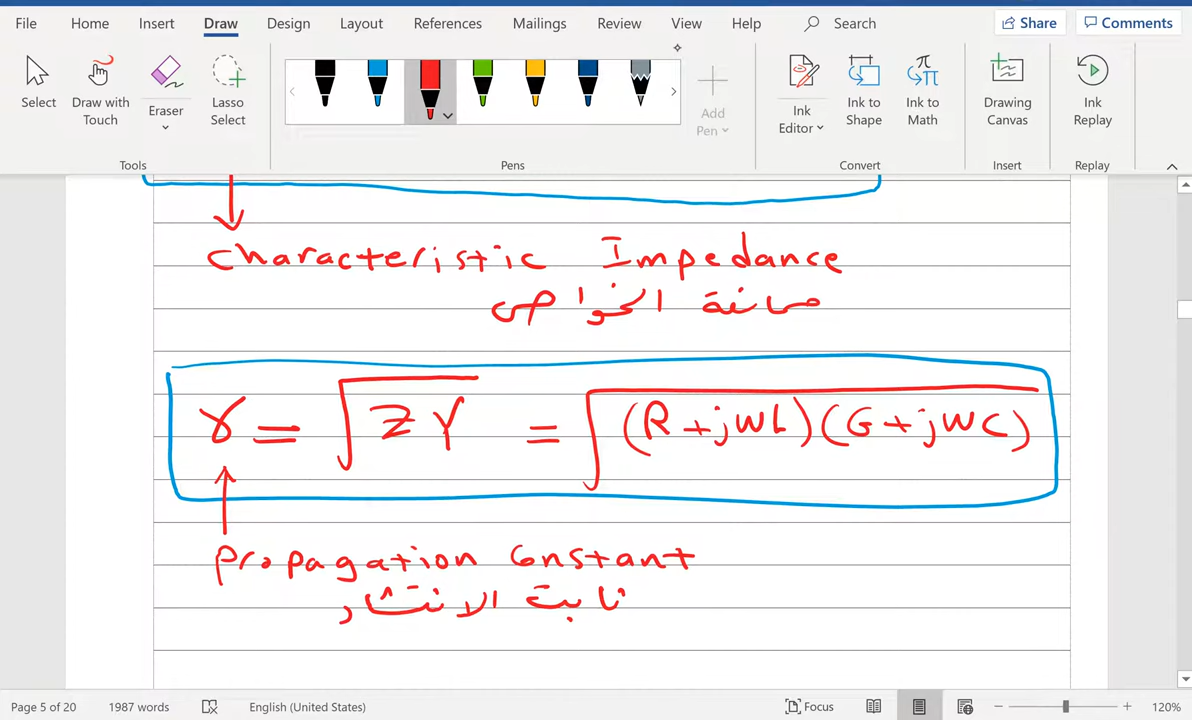 File Home Insert Draw Design Layout References Mailings Review View Help Search Share Comments
Select Draw with Touch Eraser Lasso Select Add Pen Ink Editor Ink to Shape Ink to Math Drawing Canvas Ink Replay
Tools Pens Convert Insert Replay
Characteristic Impedance
ممانعة الخواص
γ = √ZY = √(R+jWL)(G+jWC)
Propagation Constant
ثابت الانتشار
Page 5 of 20 1987 words English (United States) Focus 120%